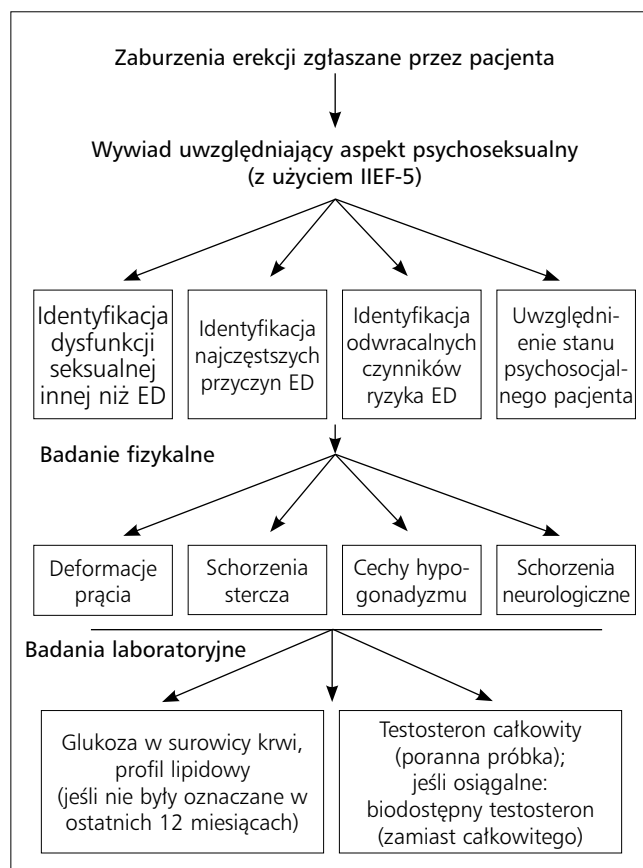 Zaburzenia erekcji zgłaszane przez pacjenta
Wywiad uwzględniający aspekt psychoseksualny
(z użyciem IIEF-5)
Identyfikacja
dysfunkcji
seksualnej
innej niż ED
Identyfikacja
najczęstszych
przyczyn ED
Identyfikacja
odwracalnych
czynników
ryzyka ED
Uwzględni-
enie stanu
psychosocjal-
nego pacjenta
Badanie fizykalne
Deformacje
prącia
Schorzenia
stercza
Cechy hypo-
gonadyzmu
Schorzenia
neurologiczne
Badania laboratoryjne
Glukoza w surowicy krwi,
profil lipidowy
(jeśli nie były oznaczane w
ostatnich 12 miesiącach)
Testosteron całkowity
(poranna próbka);
jeśli osiągalne:
biodostępny testosteron
(zamiast całkowitego)